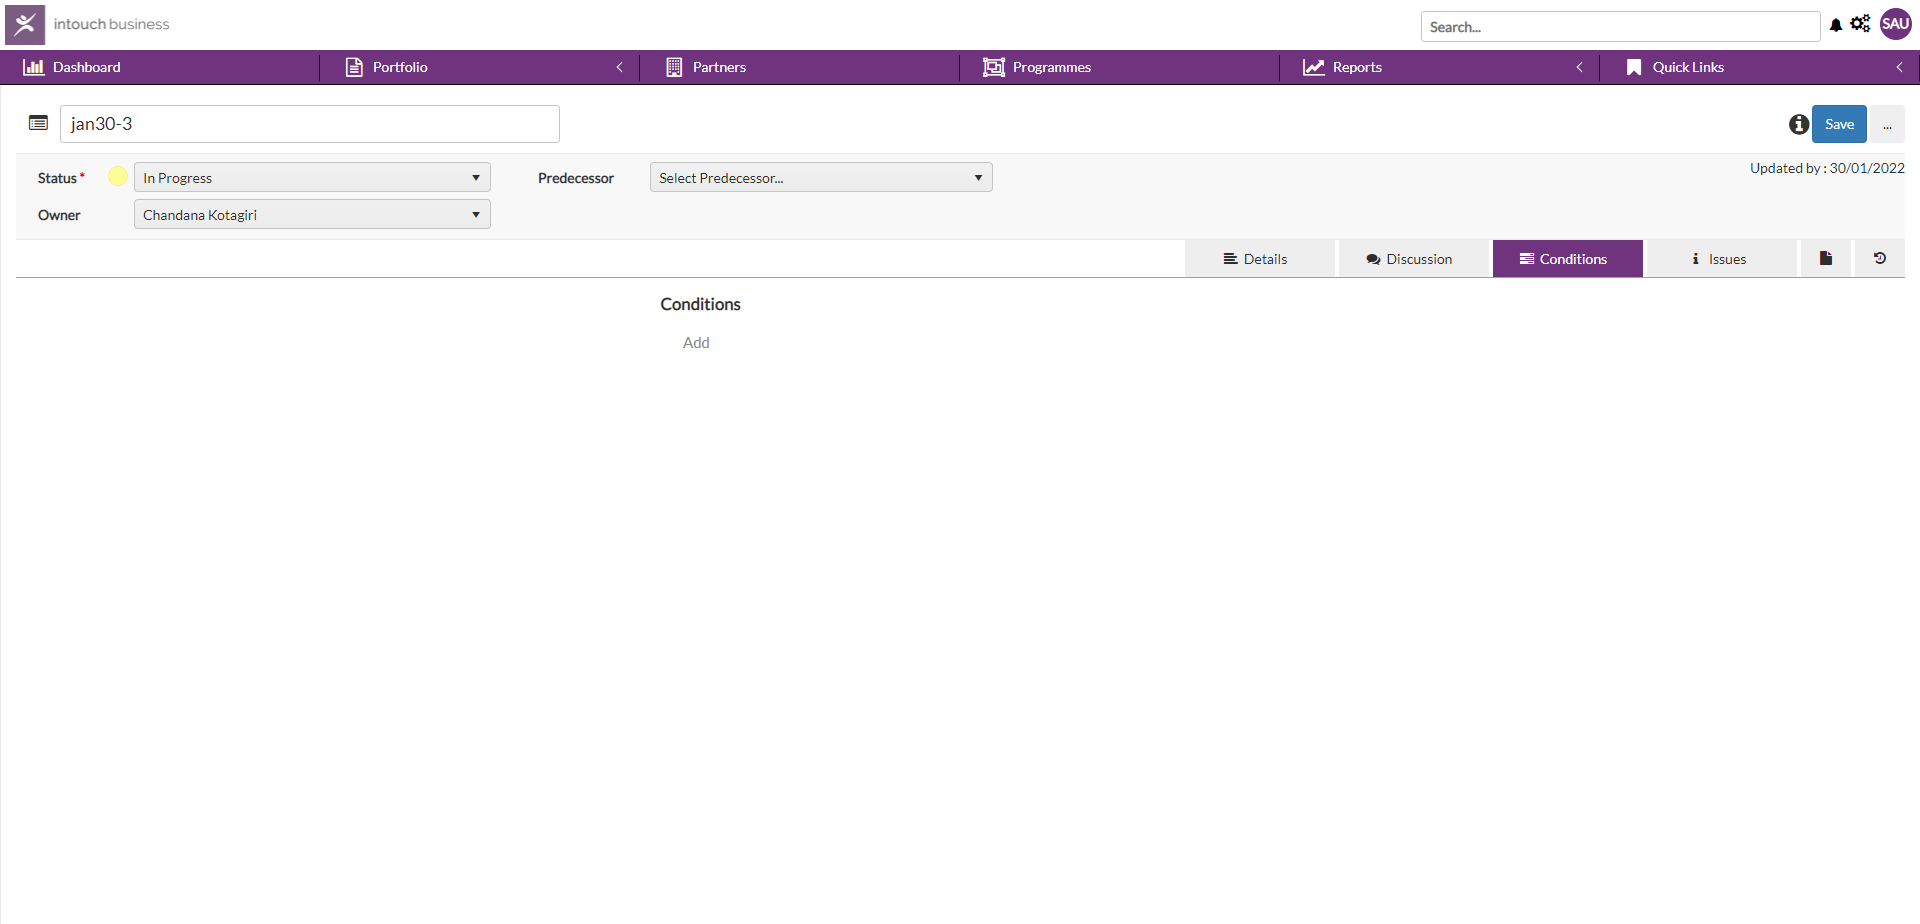 intouch business
Search...
SAU
Dashboard
Portfolio
Partners
Programmes
Reports
Quick Links
jan30-3
Save
...
Status *
In Progress
Predecessor
Select Predecessor...
Updated by : 30/01/2022
Owner
Chandana Kotagiri
Details
Discussion
Conditions
Issues
Conditions
Add